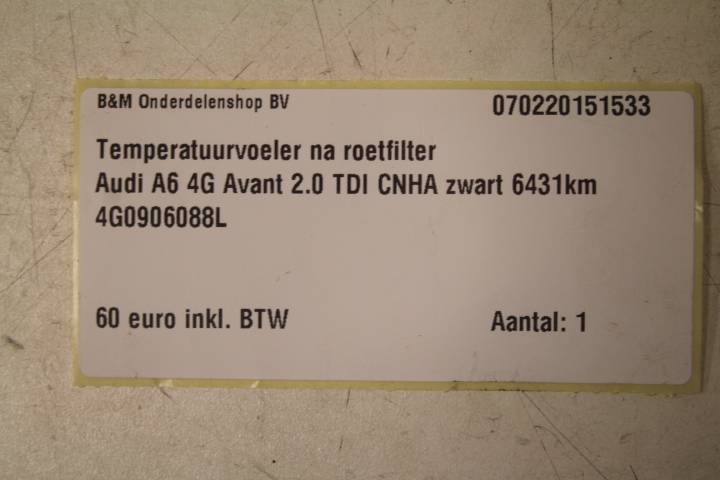 B&M Onderdelenshop BV 070220151533
Temperatuurvoeler na roetfilter
Audi A6 4G Avant 2.0 TDI CNHA zwart 6431km
4G0906088L
60 euro inkl. BTW Aantal: 1